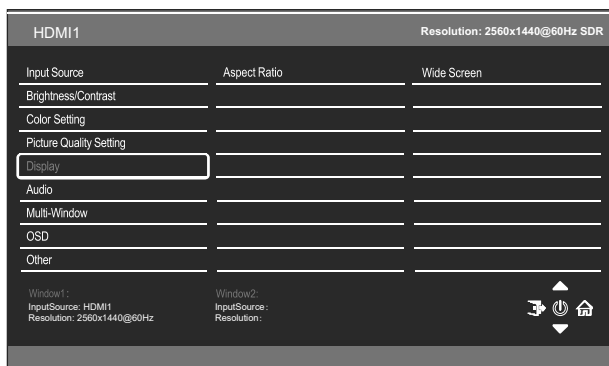 HDMI1 Resolution: 2560x1440@60Hz SDR
Input Source Aspect Ratio Wide Screen
Brightness/Contrast
Color Setting
Picture Quality Setting
Display
Audio
Multi-Window
OSD
Other
Window1: Window2:
InputSource: HDMI1 InputSource:
Resolution: 2560x1440@60Hz Resolution: